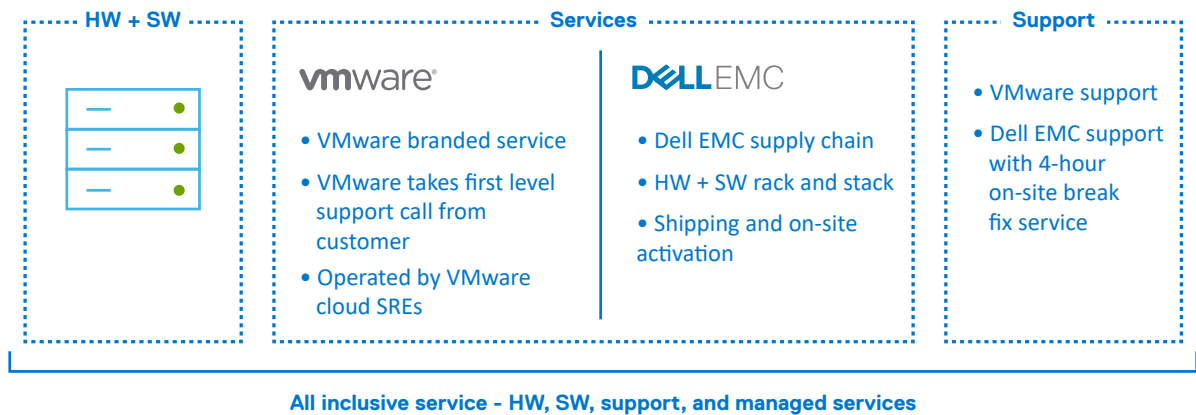 HW + SW
Services
Support
vmware®
• VMware branded service
• VMware takes first level
support call from
customer
• Operated by VMware
cloud SREs
DELLEMC
• Dell EMC supply chain
• HW + SW rack and stack
• Shipping and on-site
activation
• VMware support
• Dell EMC support
with 4-hour
on-site break
fix service
All inclusive service - HW, SW, support, and managed services